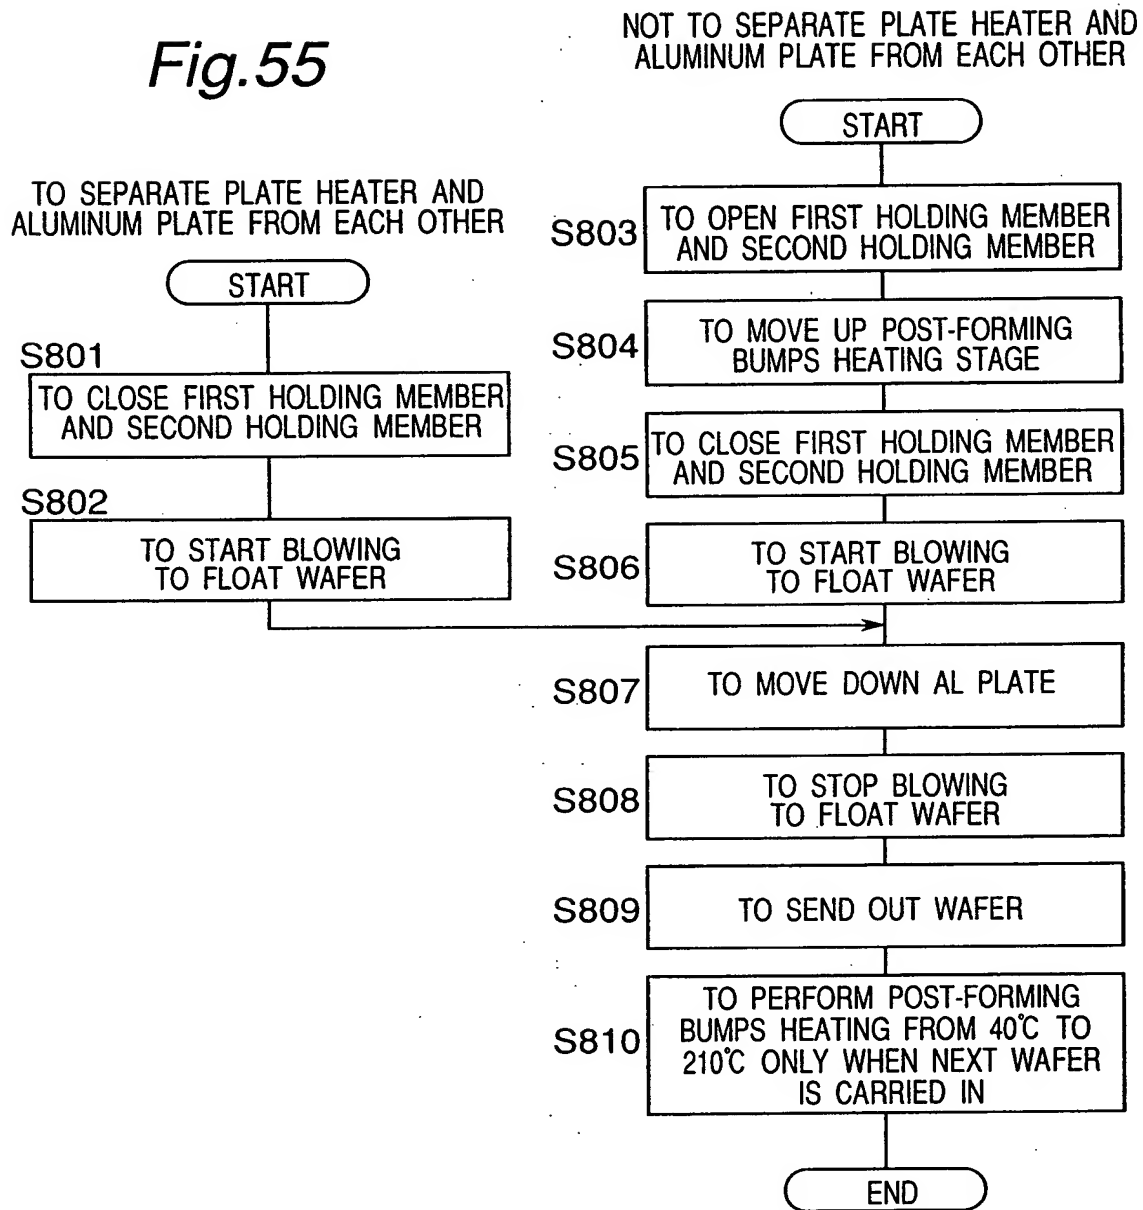 Fig.55
TO SEPARATE PLATE HEATER AND
ALUMINUM PLATE FROM EACH OTHER
START
S801
TO CLOSE FIRST HOLDING MEMBER
AND SECOND HOLDING MEMBER
S802
TO START BLOWING
TO FLOAT WAFER
NOT TO SEPARATE PLATE HEATER AND
ALUMINUM PLATE FROM EACH OTHER
START
S803
TO OPEN FIRST HOLDING MEMBER
AND SECOND HOLDING MEMBER
S804
TO MOVE UP POST-FORMING
BUMPS HEATING STAGE
S805
TO CLOSE FIRST HOLDING MEMBER
AND SECOND HOLDING MEMBER
S806
TO START BLOWING
TO FLOAT WAFER
S807
TO MOVE DOWN AL PLATE
S808
TO STOP BLOWING
TO FLOAT WAFER
S809
TO SEND OUT WAFER
S810
TO PERFORM POST-FORMING
BUMPS HEATING FROM 40℃ TO
210℃ ONLY WHEN NEXT WAFER
IS CARRIED IN
END